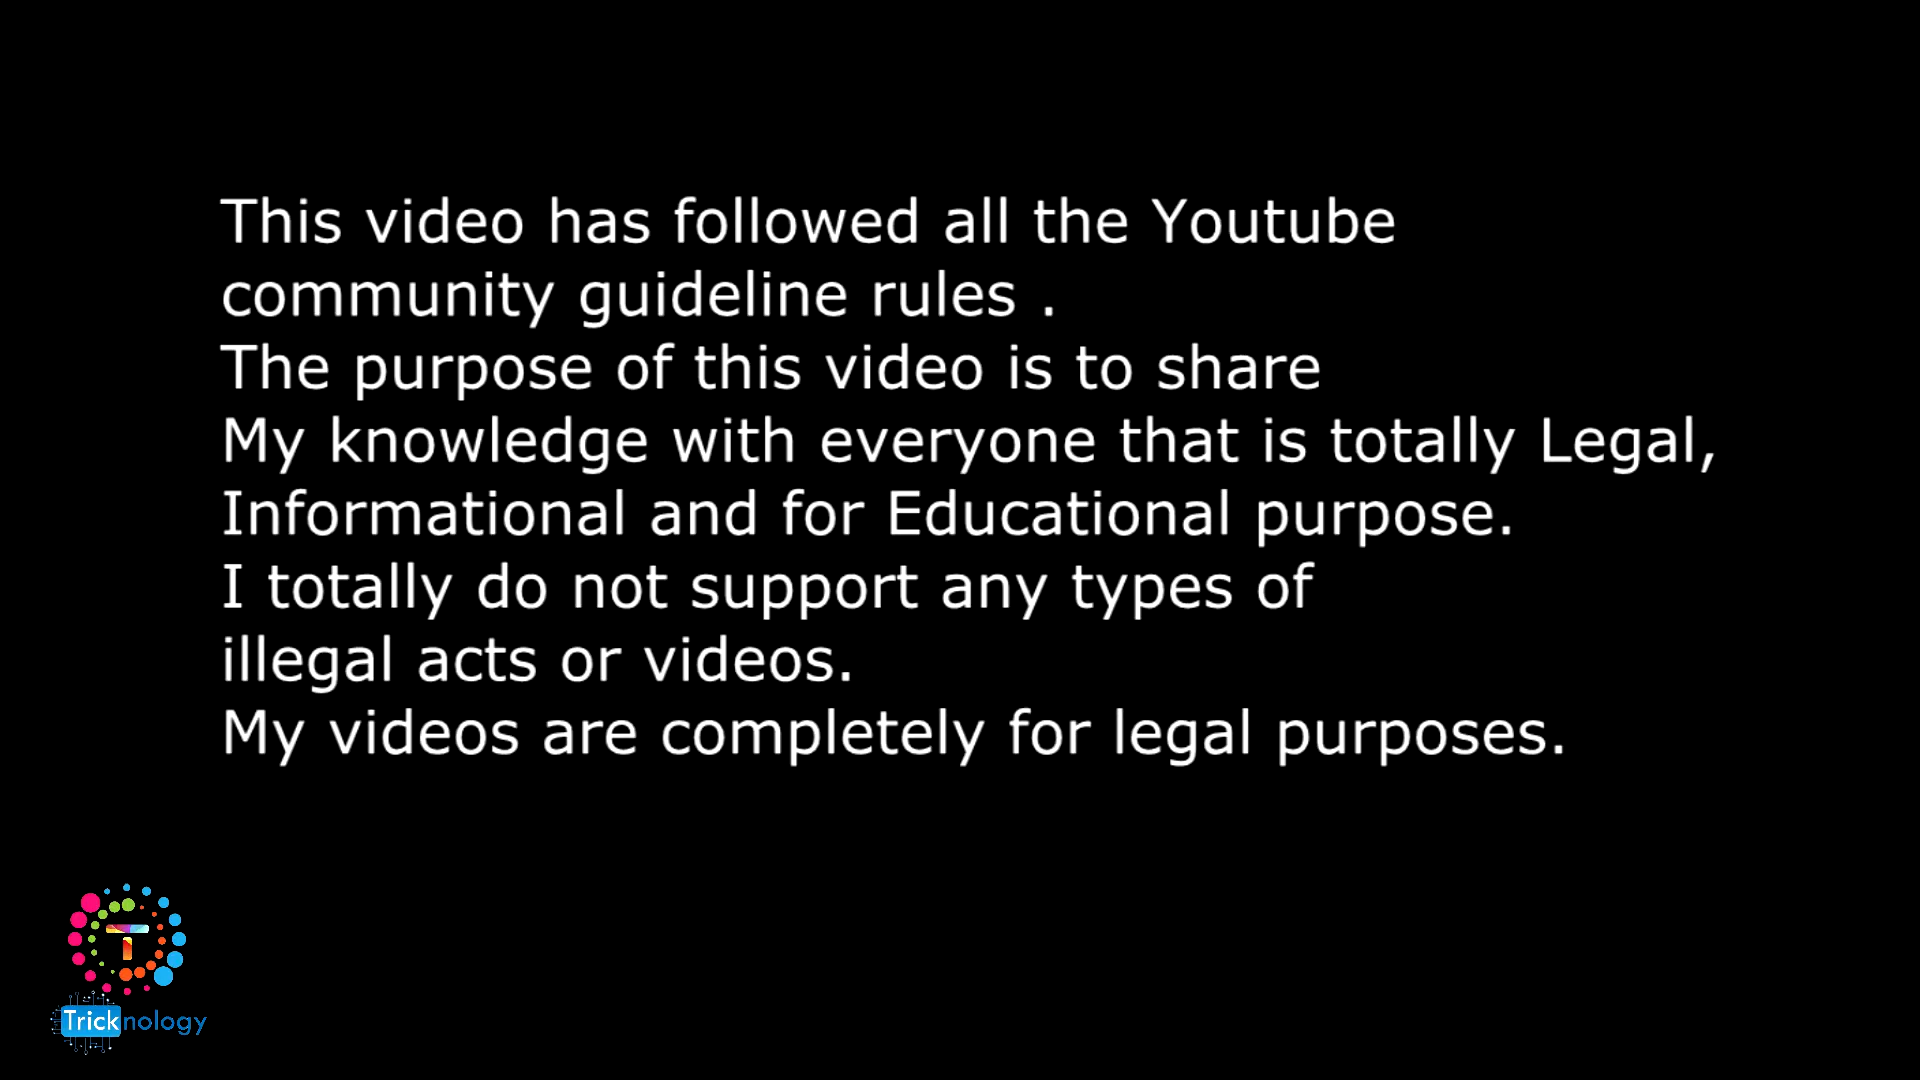 This video has followed all the Youtube
community guideline rules .
The purpose of this video is to share
My knowledge with everyone that is totally Legal,
Informational and for Educational purpose.
I totally do not support any types of
illegal acts or videos.
My videos are completely for legal purposes.
T
Tricknology